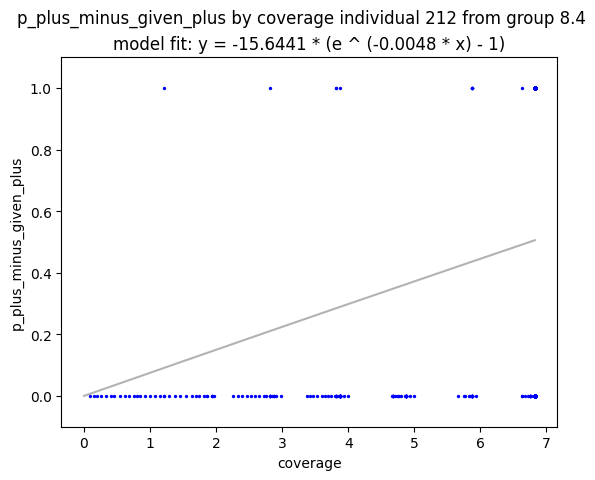 p_plus_minus_given_plus by coverage individual 212 from group 8.4
model fit: y = -15.6441 * (e ^ (-0.0048 * x) - 1)
p_plus_minus_given_plus
1.0
0.8
0.6
0.4
0.2
0.0
0 1 2 3 4 5 6 7
coverage